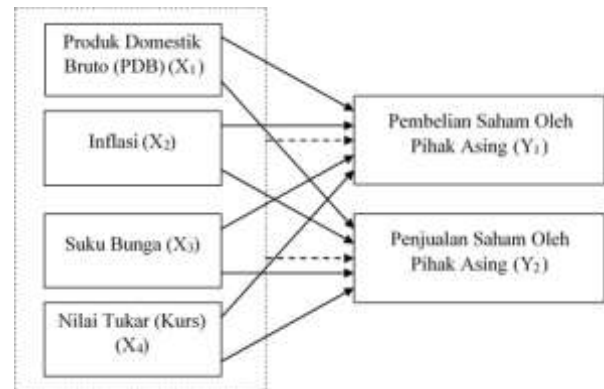 Produk Domestik
Bruto (PDB) (X₁)
Inflasi (X₂)
Suku Bunga (X₃)
Nilai Tukar (Kurs)
(X₄)
Pembelian Saham Oleh
Pihak Asing (Y₁)
Penjualan Saham Oleh
Pihak Asing (Y₂)